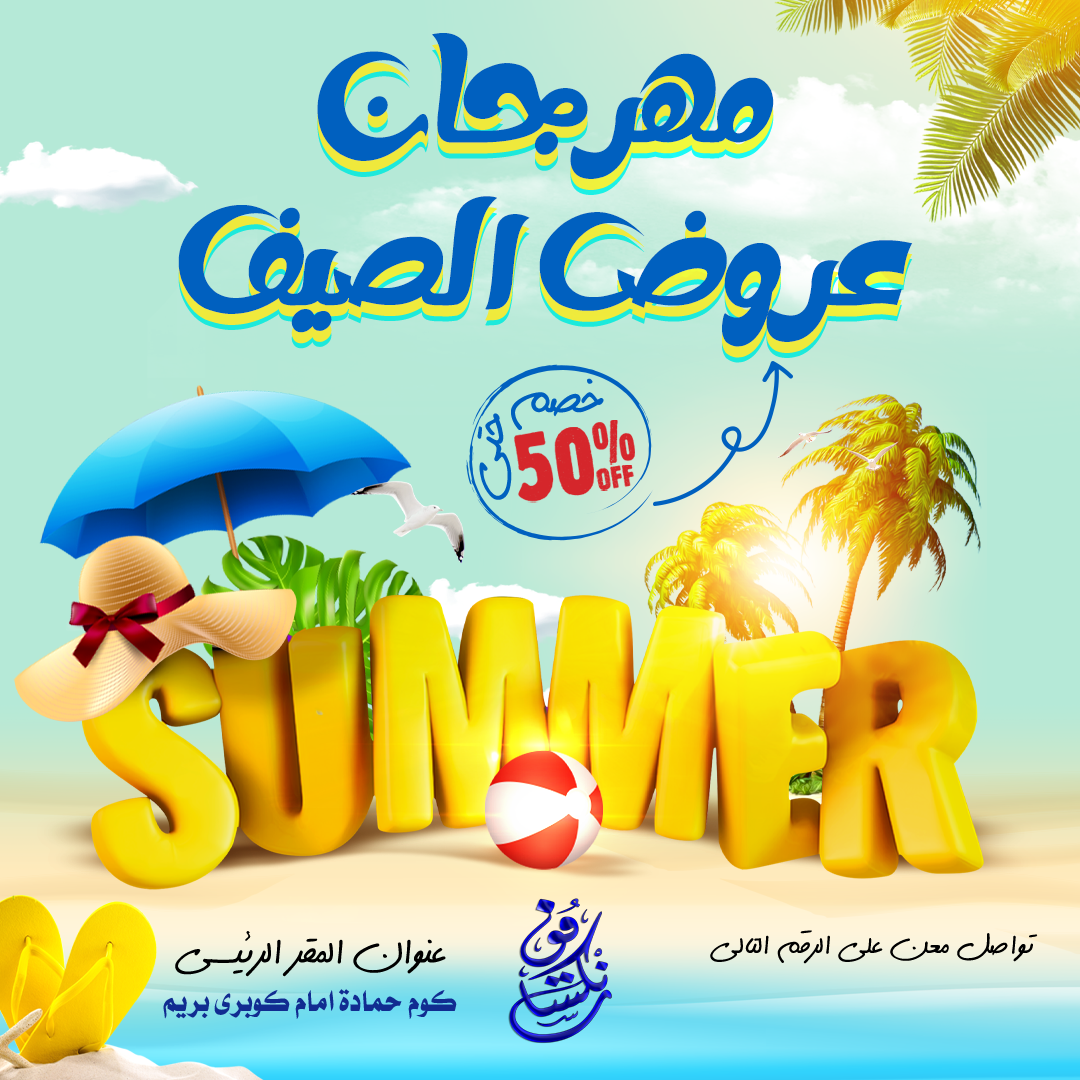 مهرجان
عروض الصيف
خصم حتى
50%
OFF
SUMMER
تواصل معن على الرقم التالى
عنوان المقر الرئيسى
كوم حمادة امام كوبرى بريم